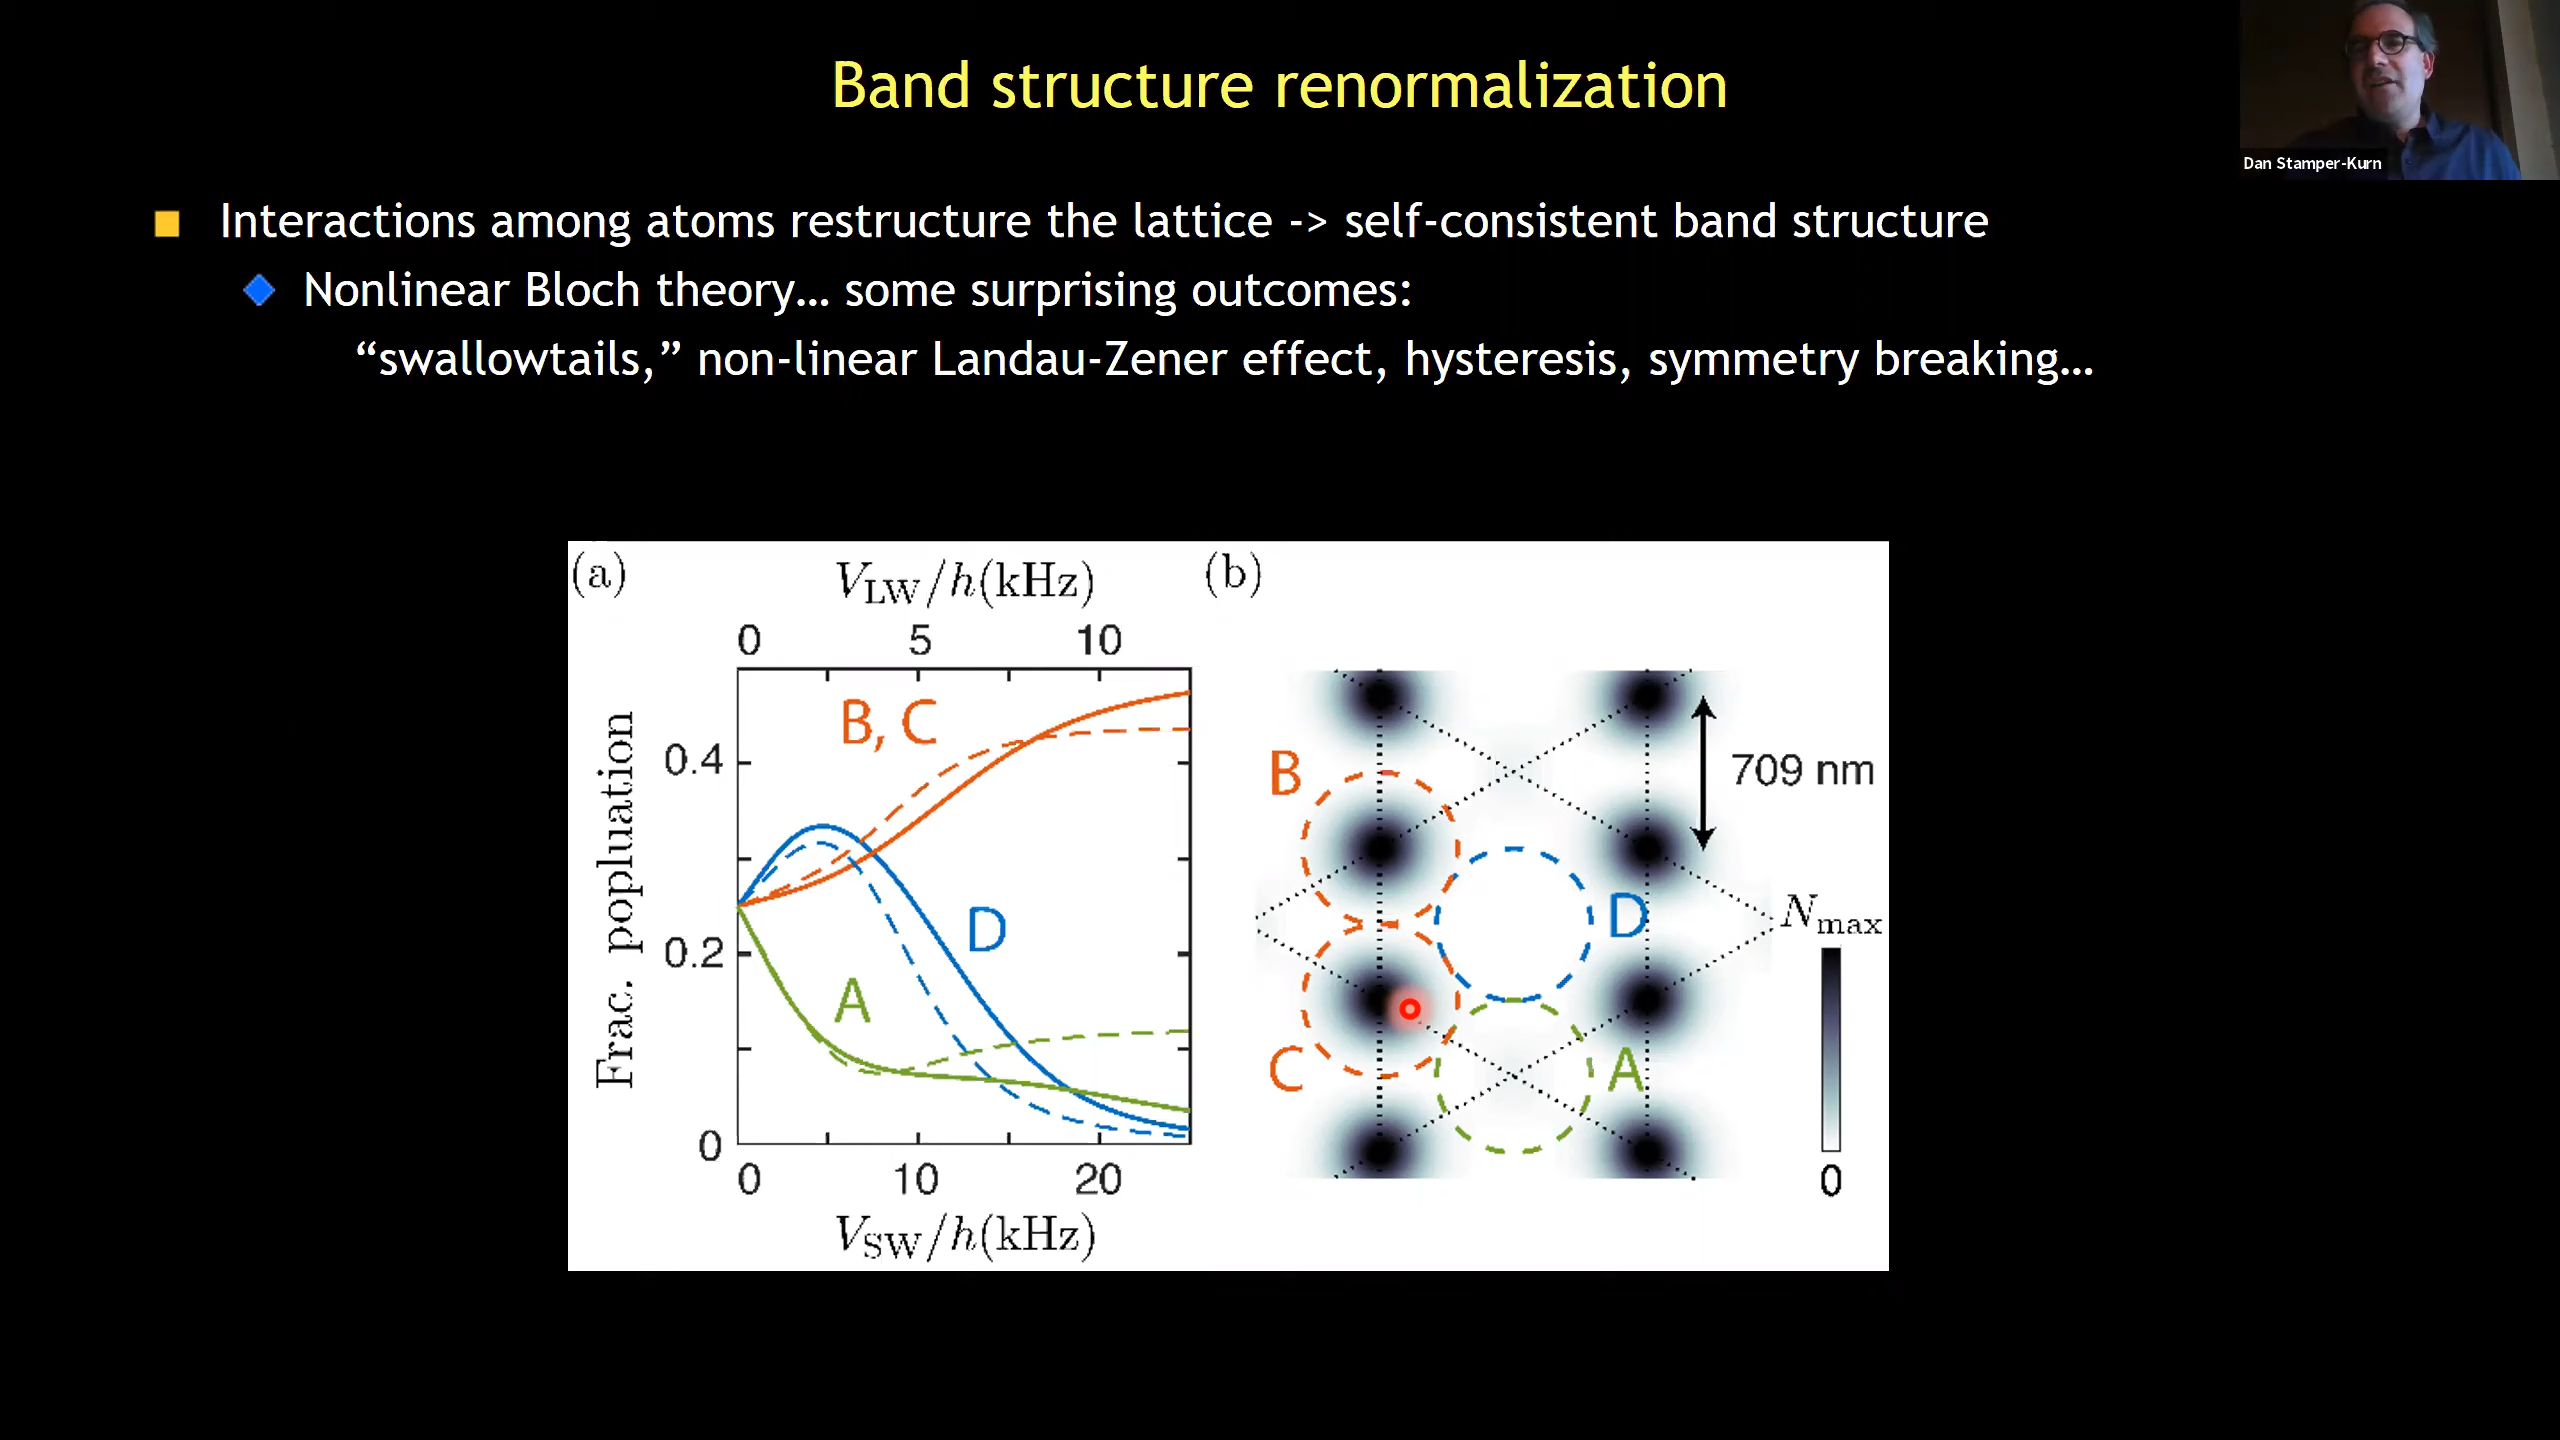 Band structure renormalization
Dan Stamper-Kurn
Interactions among atoms restructure the lattice -> self-consistent band structure
Nonlinear Bloch theory… some surprising outcomes:
“swallowtails,” non-linear Landau-Zener effect, hysteresis, symmetry breaking…
(a)
V_LW/h(kHz)
0 5 10
Frac. popluation
0.4
0.2
0
B, C
D
A
0 10 20
V_SW/h(kHz)
(b)
709 nm
B
D
C
A
N_max
0